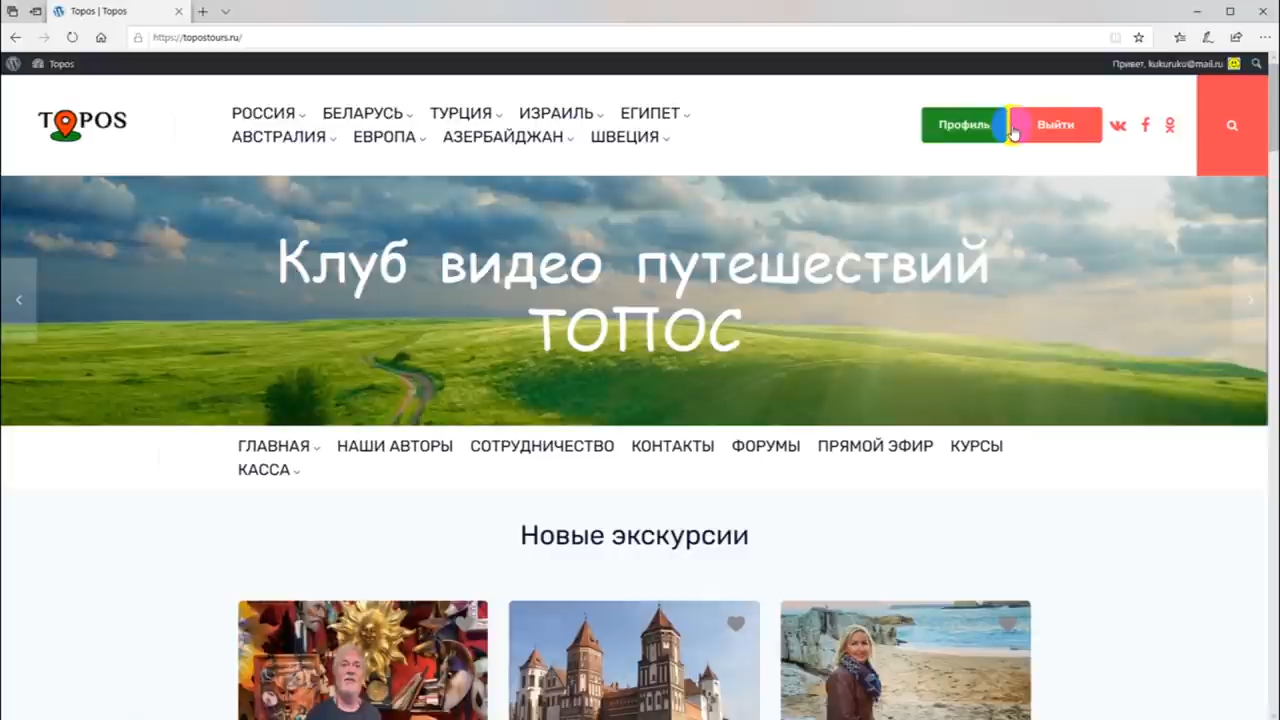 Topos | Topos
https://topostours.ru/
Topos
Привет, kukuruku@mail.ru
TOPOS
РОССИЯ БЕЛАРУСЬ ТУРЦИЯ ИЗРАИЛЬ ЕГИПЕТ
АВСТРАЛИЯ ЕВРОПА АЗЕРБАЙДЖАН ШВЕЦИЯ
Профиль
Выйти
Клуб видео путешествий
ТОПОС
ГЛАВНАЯ НАШИ АВТОРЫ СОТРУДНИЧЕСТВО КОНТАКТЫ ФОРУМЫ ПРЯМОЙ ЭФИР КУРСЫ
КАССА
Новые экскурсии